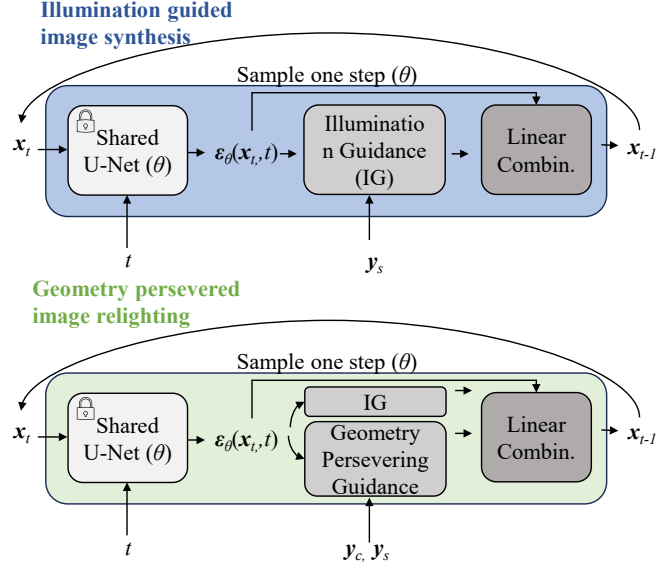 Illumination guided
image synthesis
Sample one step (θ)
x_t
Shared
U-Net (θ)
ε_θ(x_t,,t)
Illuminatio
n Guidance
(IG)
Linear
Combin.
x_{t-1}
t
y_s
Geometry persevered
image relighting
Sample one step (θ)
x_t
Shared
U-Net (θ)
ε_θ(x_t,,t)
IG
Geometry
Persevering
Guidance
Linear
Combin.
x_{t-1}
t
y_c, y_s